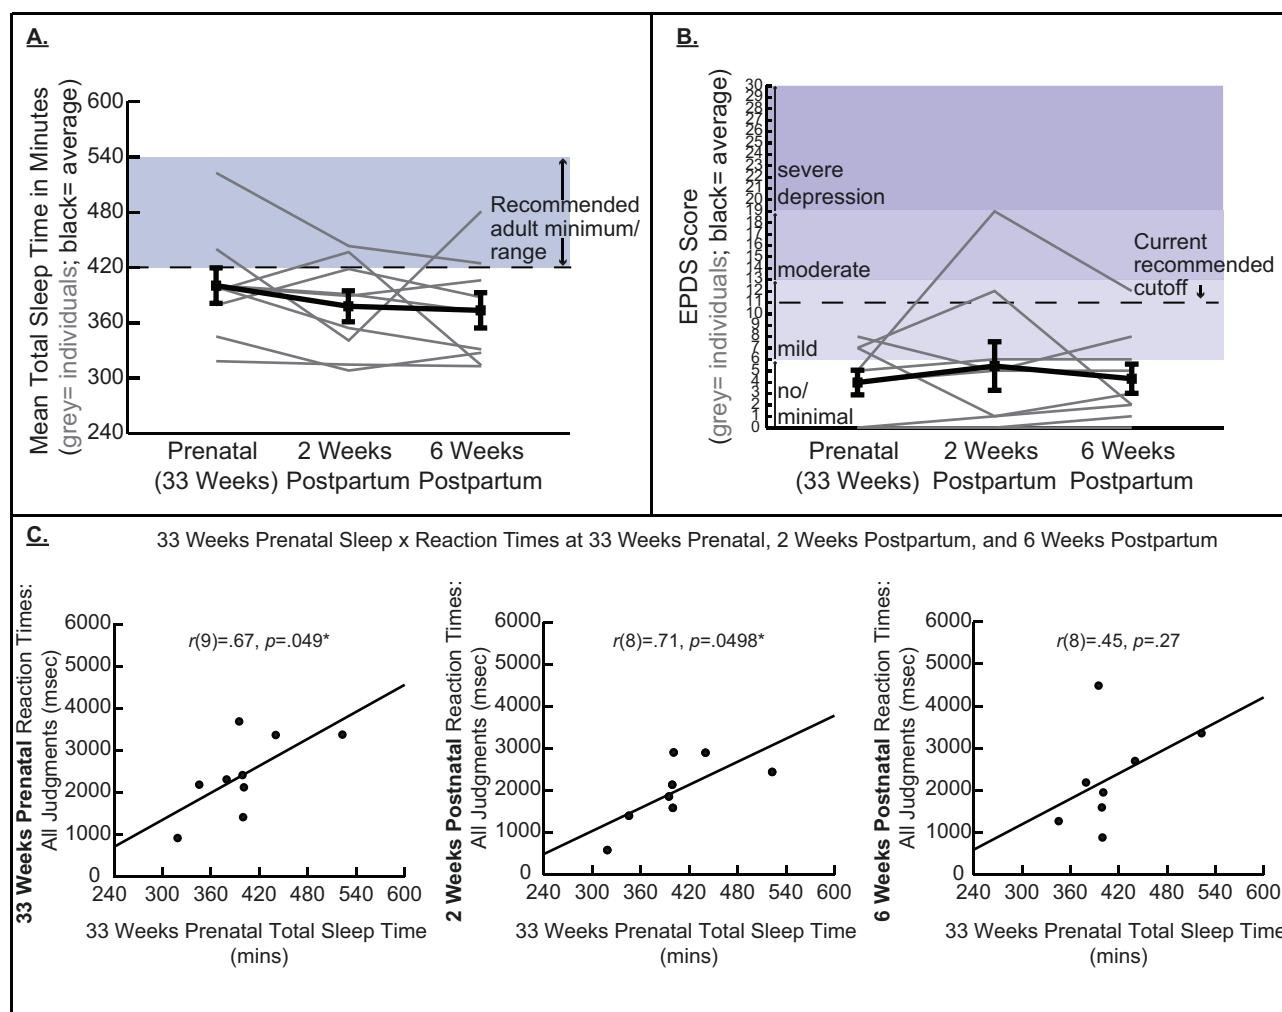 A.
Mean Total Sleep Time in Minutes
(grey= individuals; black= average)
600
540
480
420
360
300
240
Recommended
adult minimum/
range
Prenatal
(33 Weeks)
2 Weeks
Postpartum
6 Weeks
Postpartum
B.
EPDS Score
(grey= individuals; black= average)
30
29
28
27
26
25
24
23
22
21
20
19
18
17
16
15
14
13
12
11
10
9
8
7
6
5
4
3
2
1
0
severe
depression
moderate
mild
no/
minimal
Current
recommended
cutoff
Prenatal
(33 Weeks)
2 Weeks
Postpartum
6 Weeks
Postpartum
C.
33 Weeks Prenatal Sleep x Reaction Times at 33 Weeks Prenatal, 2 Weeks Postpartum, and 6 Weeks Postpartum
33 Weeks Prenatal Reaction Times:
All Judgments (msec)
6000
5000
4000
3000
2000
1000
0
r(9)=.67, p=.049*
240 300 360 420 480 540 600
33 Weeks Prenatal Total Sleep Time
(mins)
2 Weeks Postnatal Reaction Times:
All Judgments (msec)
6000
5000
4000
3000
2000
1000
0
r(8)=.71, p=.0498*
240 300 360 420 480 540 600
33 Weeks Prenatal Total Sleep Time
(mins)
6 Weeks Postnatal Reaction Times:
All Judgments (msec)
6000
5000
4000
3000
2000
1000
0
r(8)=.45, p=.27
240 300 360 420 480 540 600
33 Weeks Prenatal Total Sleep Time
(mins)